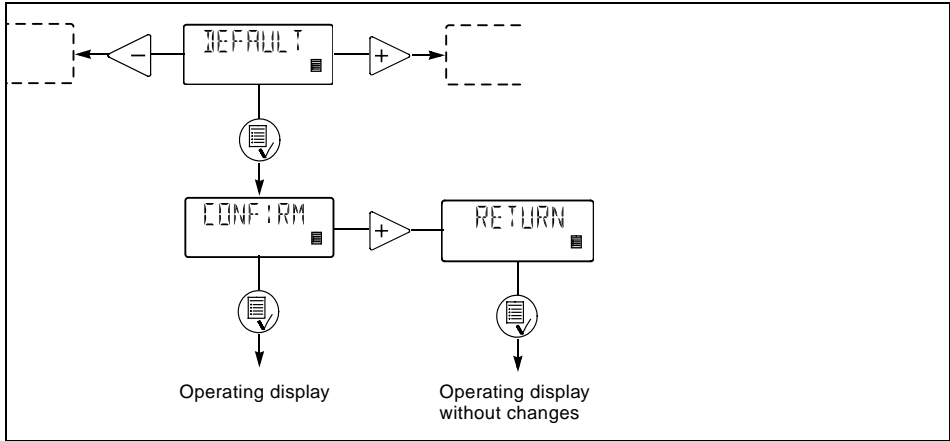 DEFAULT
CONFIRM
RETURN
Operating display
Operating display
without changes